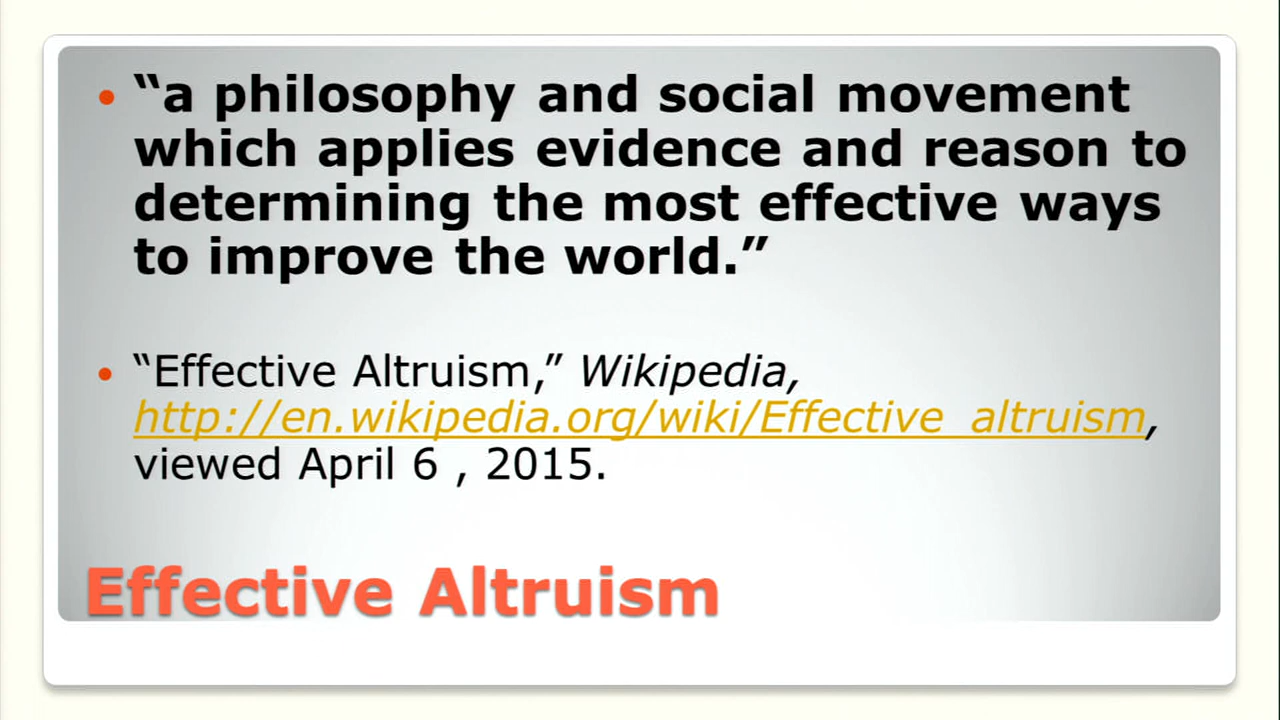 “a philosophy and social movement
which applies evidence and reason to
determining the most effective ways
to improve the world.”
“Effective Altruism,” Wikipedia,
http://en.wikipedia.org/wiki/Effective_altruism,
viewed April 6 , 2015.
Effective Altruism